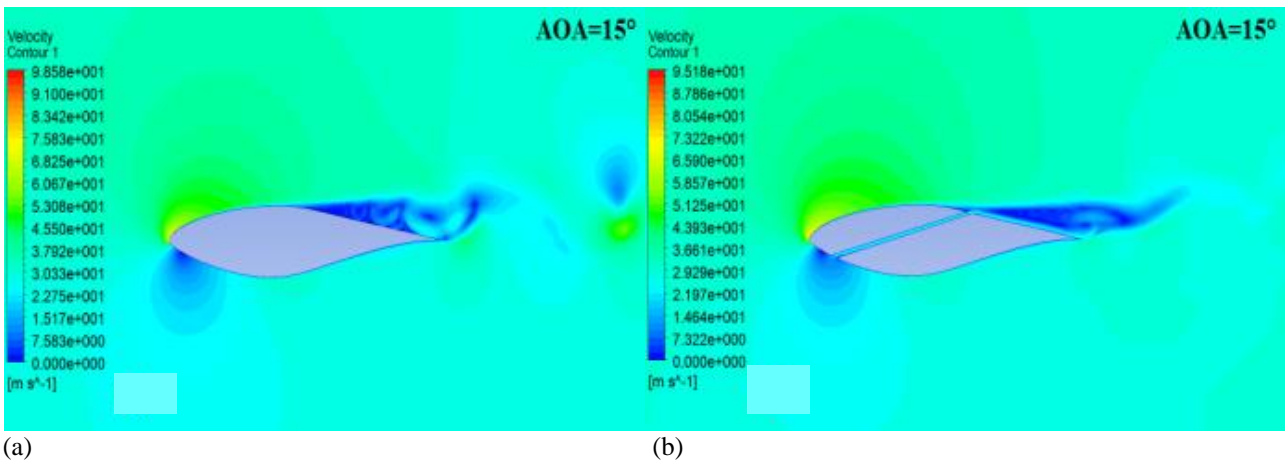 AOA=15°
Velocity
Contour 1
9.858e+001
9.100e+001
8.342e+001
7.583e+001
6.825e+001
6.067e+001
5.308e+001
4.550e+001
3.792e+001
3.033e+001
2.275e+001
1.517e+001
7.583e+000
0.000e+000
[m s^-1]
AOA=15°
Velocity
Contour 1
9.518e+001
8.786e+001
8.054e+001
7.322e+001
6.590e+001
5.857e+001
5.125e+001
4.393e+001
3.661e+001
2.929e+001
2.197e+001
1.464e+001
7.322e+000
0.000e+000
[m s^-1]
(a)
(b)